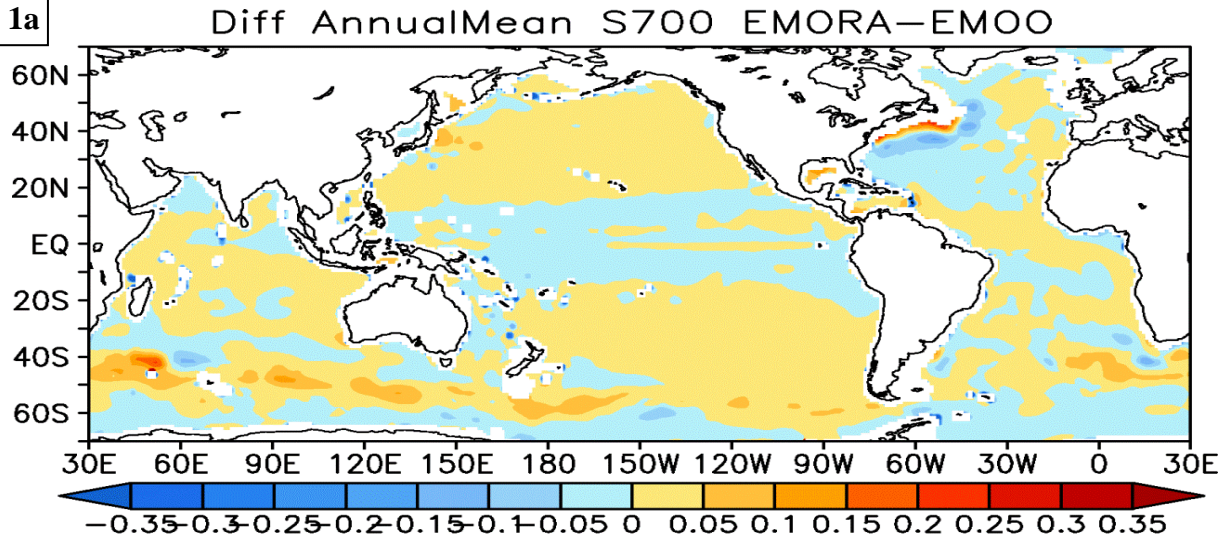 1a
Diff AnnualMean S700 EMORA−EMOO
60N
40N
20N
EQ
20S
40S
60S
30E 60E 90E 120E 150E 180 150W 120W 90W 60W 30W 0 30E
−0.35 −0.3 −0.25 −0.2 −0.15 −0.1 −0.05 0 0.05 0.1 0.15 0.2 0.25 0.3 0.35